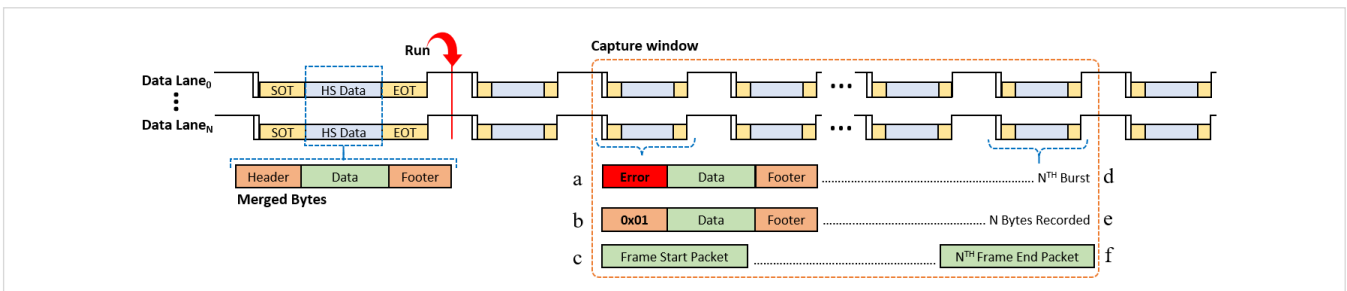 Run
Capture window
Data Lane0
SOT HS Data EOT
Data LaneN
SOT HS Data EOT
Header Data Footer
Merged Bytes
a Error Data Footer NTH Burst d
b 0x01 Data Footer N Bytes Recorded e
c Frame Start Packet NTH Frame End Packet f